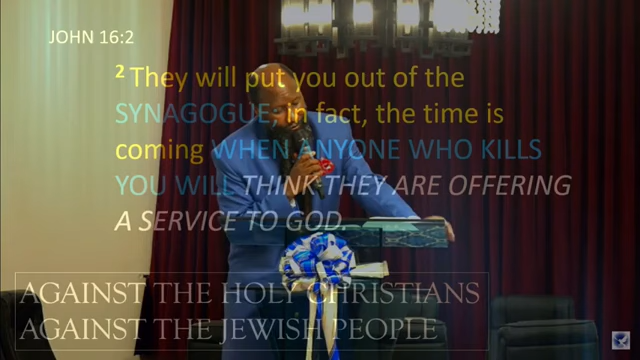 JOHN 16:2
2 They will put you out of the
SYNAGOGUE; in fact, the time is
coming WHEN ANYONE WHO KILLS
YOU WILL THINK THEY ARE OFFERING
A SERVICE TO GOD.
AGAINST THE HOLY CHRISTIANS
AGAINST THE JEWISH PEOPLE